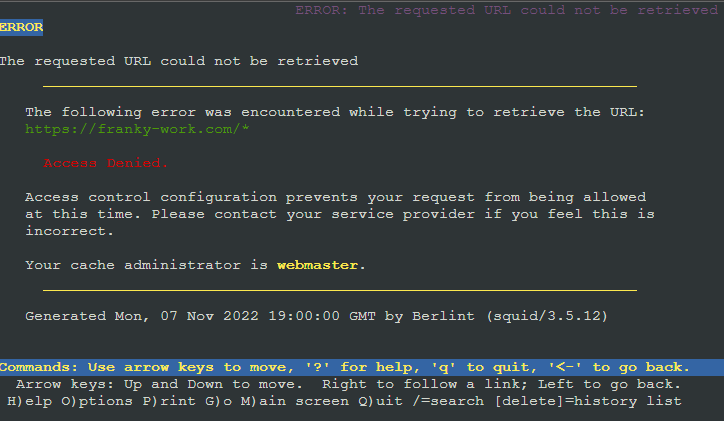 ERROR: The requested URL could not be retrieved
ERROR
The requested URL could not be retrieved
The following error was encountered while trying to retrieve the URL:
https://franky-work.com/*
Access Denied.
Access control configuration prevents your request from being allowed
at this time. Please contact your service provider if you feel this is
incorrect.
Your cache administrator is webmaster.
Generated Mon, 07 Nov 2022 19:00:00 GMT by Berlint (squid/3.5.12)
Commands: Use arrow keys to move, '?' for help, 'q' to quit, '<-' to go back.
Arrow keys: Up and Down to move.  Right to follow a link; Left to go back.
H)elp O)ptions P)rint G)o M)ain screen Q)uit /=search [delete]=history list